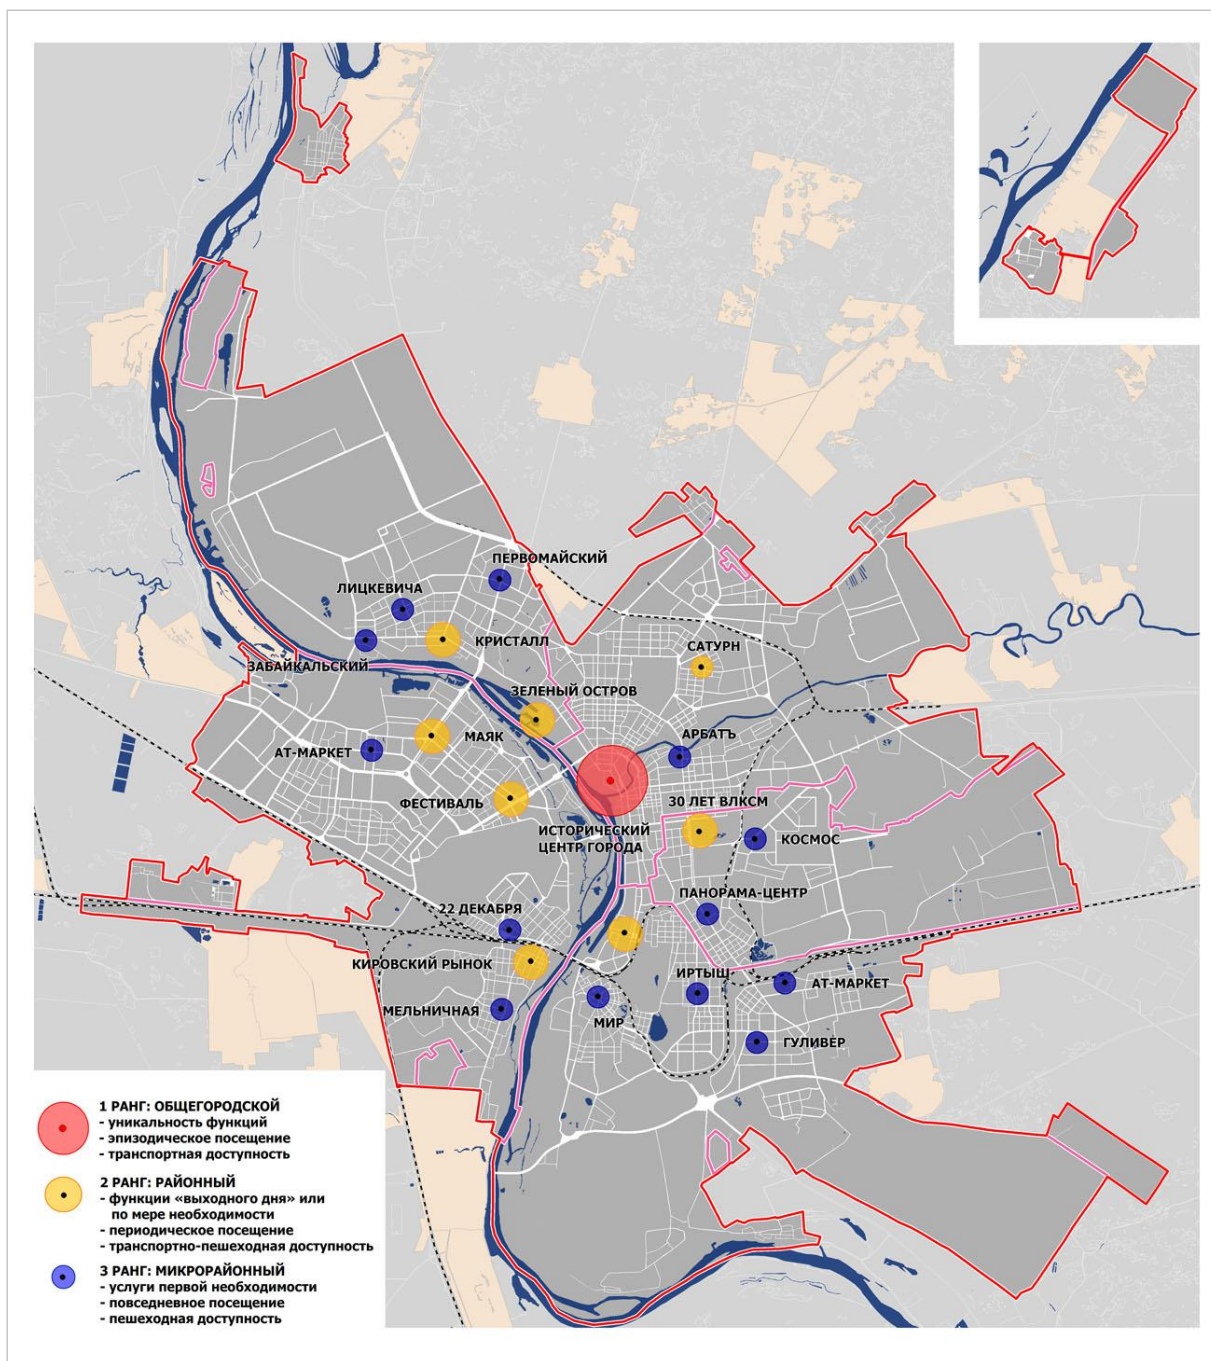 ПЕРВОМАЙСКИЙ
ЛИЦКЕВИЧА
КРИСТАЛЛ
САТУРН
ЗАБАЙКАЛЬСКИЙ
ЗЕЛЕНЫЙ ОСТРОВ
МАЯК
АРБАТЪ
АТ-МАРКЕТ
ФЕСТИВАЛЬ
30 ЛЕТ ВЛКСМ
ИСТОРИЧЕСКИЙ
ЦЕНТР ГОРОДА
КОСМОС
ПАНОРАМА-ЦЕНТР
22 ДЕКАБРЯ
КИРОВСКИЙ РЫНОК
ИРТЫШ
АТ-МАРКЕТ
МЕЛЬНИЧНАЯ
МИР
ГУЛИВЕР
1 РАНГ: ОБЩЕГОРОДСКОЙ
- уникальность функций
- эпизодическое посещение
- транспортная доступность
2 РАНГ: РАЙОННЫЙ
- функции «выходного дня» или
по мере необходимости
- периодическое посещение
- транспортно-пешеходная доступность
3 РАНГ: МИКРОРАЙОННЫЙ
- услуги первой необходимости
- повседневное посещение
- пешеходная доступность